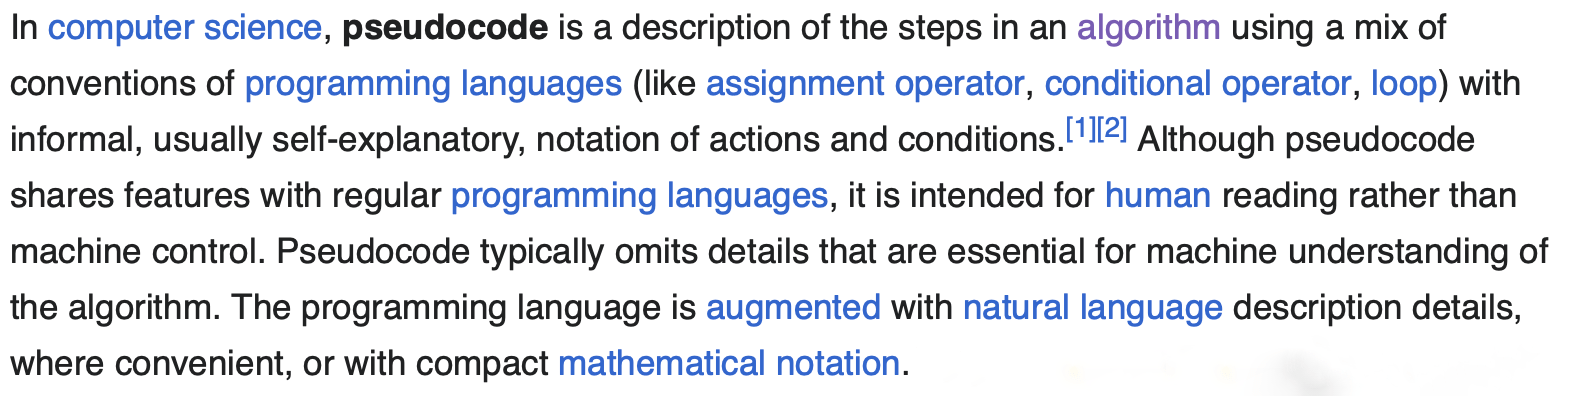 In computer science, pseudocode is a description of the steps in an algorithm using a mix of
conventions of programming languages (like assignment operator, conditional operator, loop) with
informal, usually self-explanatory, notation of actions and conditions.[1][2] Although pseudocode
shares features with regular programming languages, it is intended for human reading rather than
machine control. Pseudocode typically omits details that are essential for machine understanding of
the algorithm. The programming language is augmented with natural language description details,
where convenient, or with compact mathematical notation.